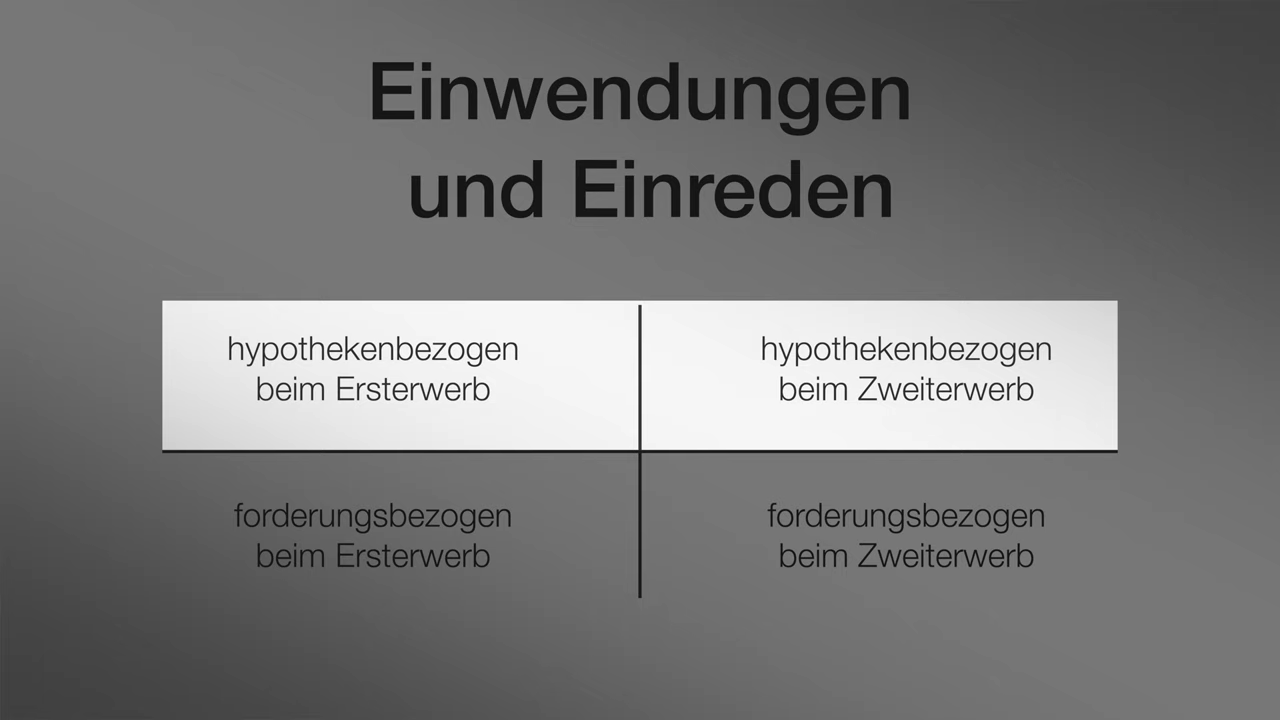 Einwendungen
und Einreden
hypothekenbezogen
beim Ersterwerb
hypothekenbezogen
beim Zweiterwerb
forderungsbezogen
beim Ersterwerb
forderungsbezogen
beim Zweiterwerb